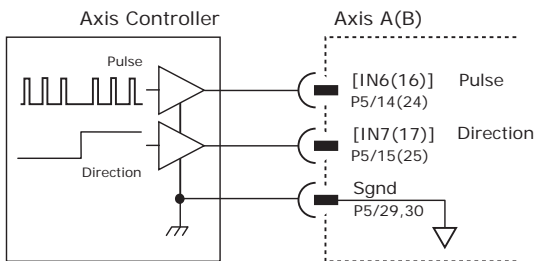 Axis Controller
Axis A(B)
Pulse
[IN6(16)] Pulse
P5/14(24)
[IN7(17)] Direction
P5/15(25)
Direction
Sgnd
P5/29,30